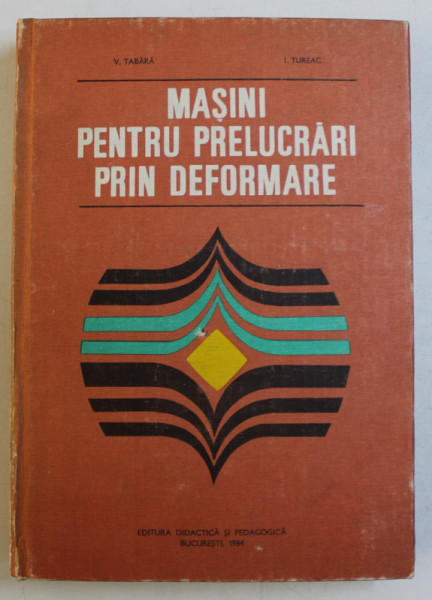 V. TABĂRĂ
I. TUREAC
MAȘINI
PENTRU PRELUCRĂRI
PRIN DEFORMARE
EDITURA DIDACTICĂ ȘI PEDAGOGICĂ
BUCUREȘTI, 1984